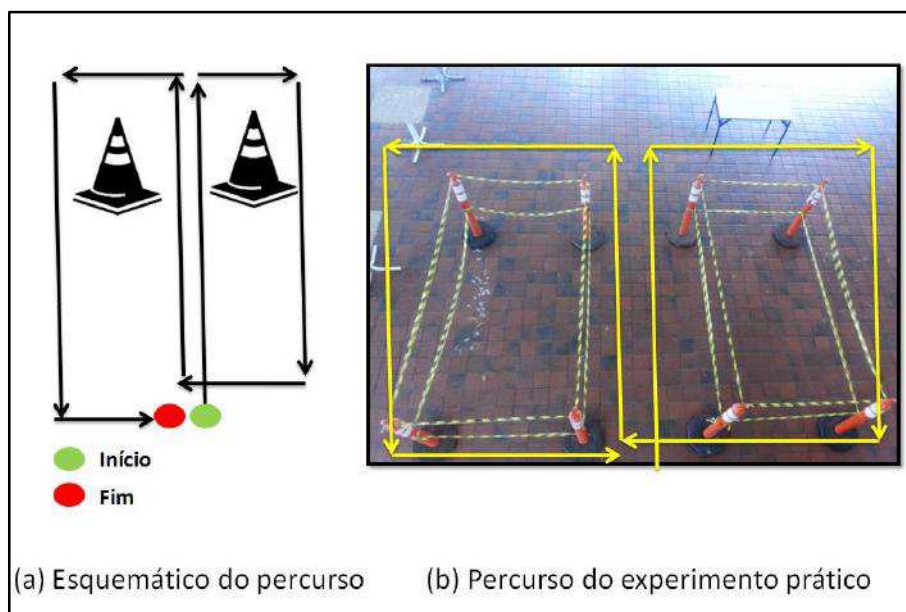 Início
Fim
(a) Esquemático do percurso
(b) Percurso do experimento prático